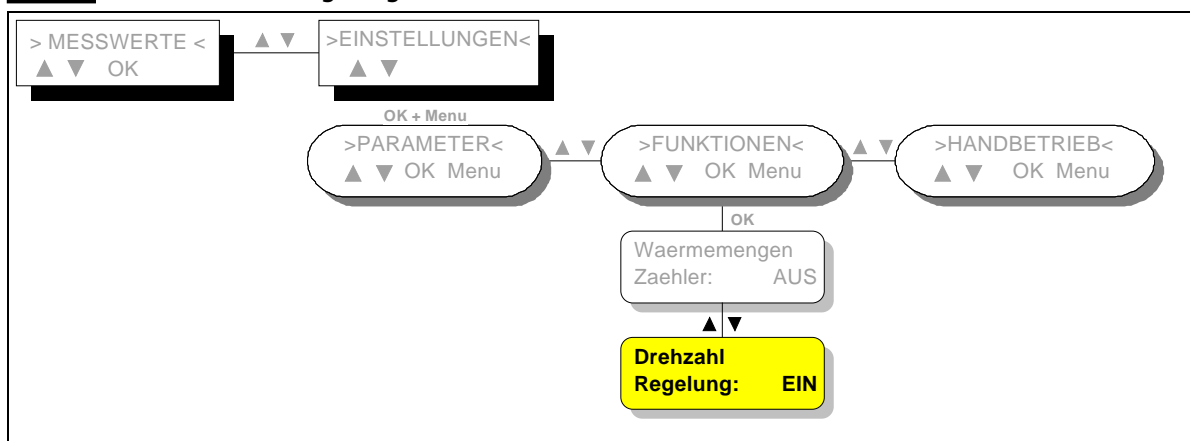 > MESSWERTE <
▲ ▼ OK
▲ ▼
>EINSTELLUNGEN<
▲ ▼
OK + Menu
>PARAMETER<
▲ ▼ OK Menu
▲ ▼
>FUNKTIONEN<
▲ ▼ OK Menu
▲ ▼
>HANDBETRIEB<
▲ ▼ OK Menu
OK
Waermemengen
Zaehler: AUS
▲ ▼
Drehzahl
Regelung: EIN